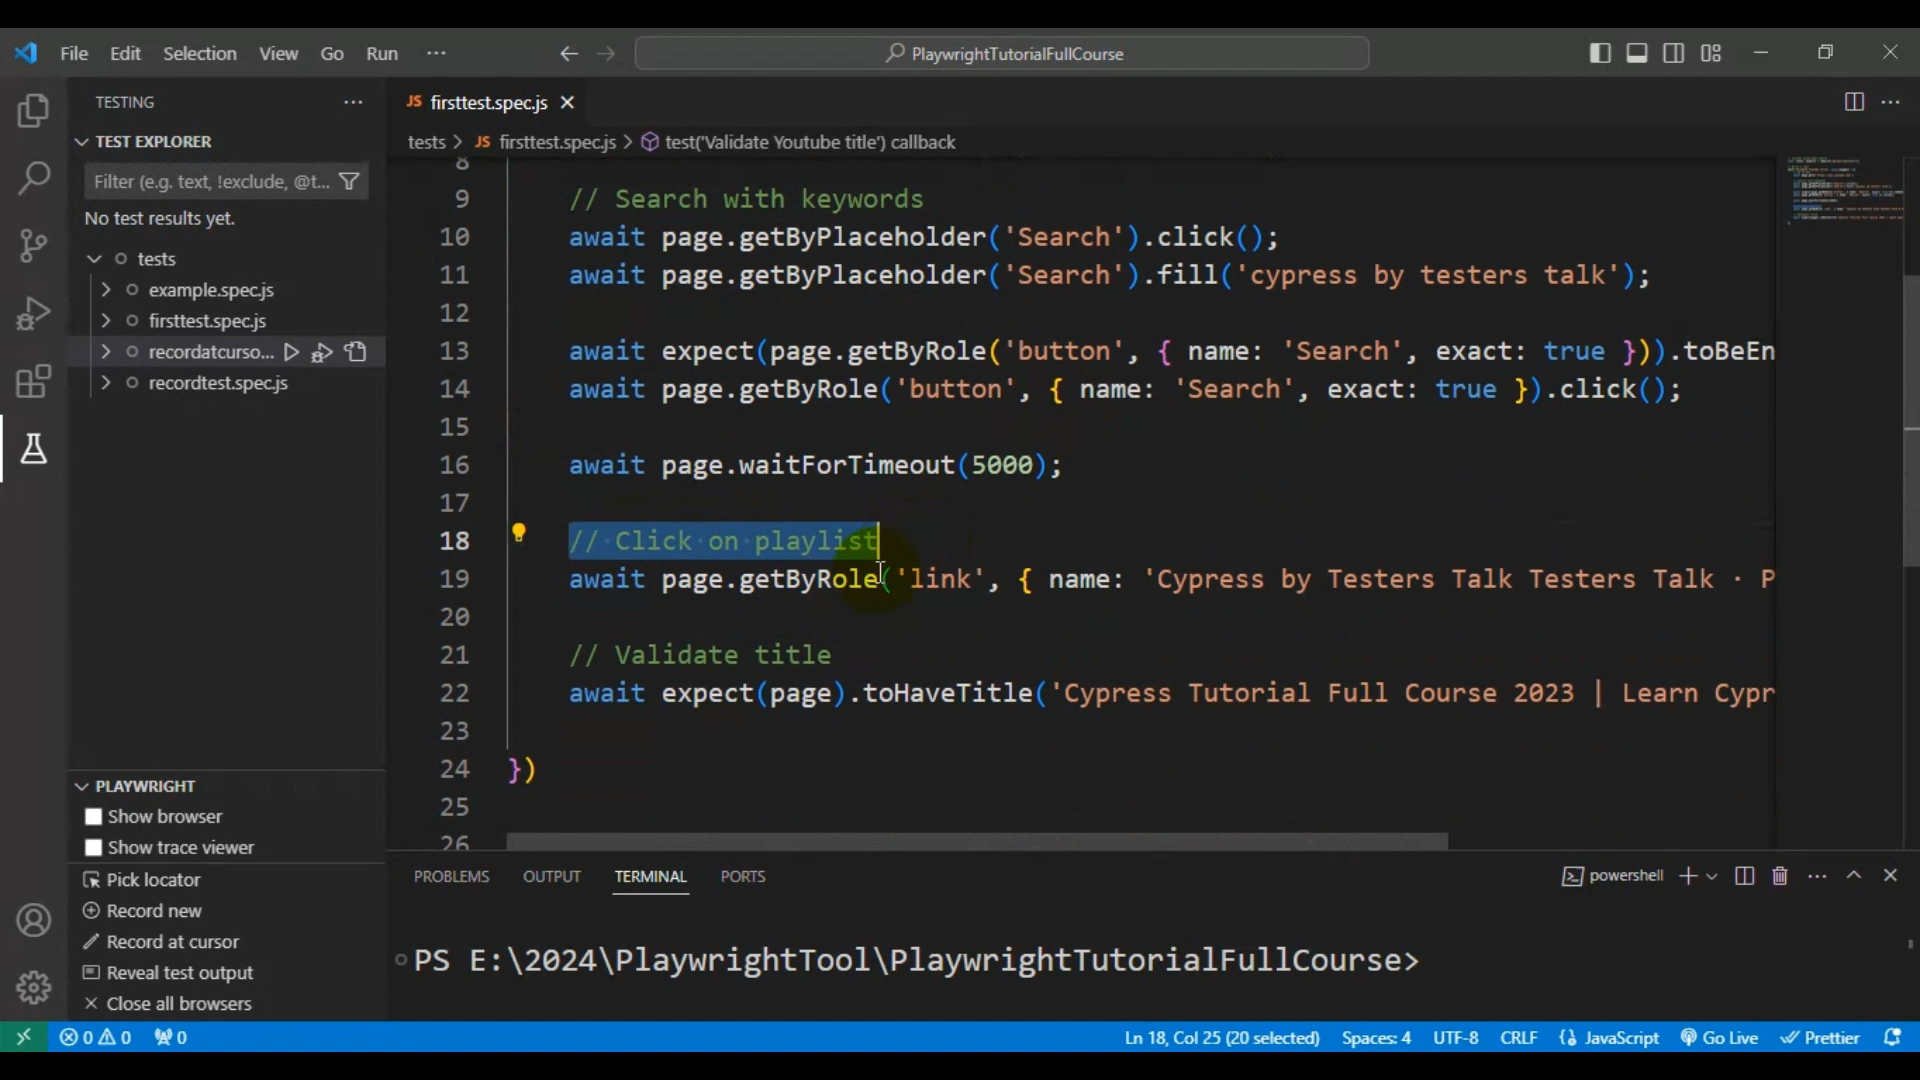 File Edit Selection View Go Run ··· PlaywrightTutorialFullCourse
TESTING ···
TEST EXPLORER
Filter (e.g. text, !exclude, @t...
No test results yet.
tests
example.spec.js
firsttest.spec.js
recordatcurso...
recordtest.spec.js
PLAYWRIGHT
Show browser
Show trace viewer
Pick locator
Record new
Record at cursor
Reveal test output
Close all browsers
JS firsttest.spec.js
tests > JS firsttest.spec.js > test('Validate Youtube title') callback
8
9 // Search with keywords
10 await page.getByPlaceholder('Search').click();
11 await page.getByPlaceholder('Search').fill('cypress by testers talk');
12
13 await expect(page.getByRole('button', { name: 'Search', exact: true })).toBeEn
14 await page.getByRole('button', { name: 'Search', exact: true }).click();
15
16 await page.waitForTimeout(5000);
17
18 // Click on playlist
19 await page.getByRole('link', { name: 'Cypress by Testers Talk Testers Talk · P
20
21 // Validate title
22 await expect(page).toHaveTitle('Cypress Tutorial Full Course 2023 | Learn Cypr
23
24 })
25
26
PROBLEMS OUTPUT TERMINAL PORTS powershell
PS E:\2024\PlaywrightTool\PlaywrightTutorialFullCourse>
0 0 0 Ln 18, Col 25 (20 selected) Spaces: 4 UTF-8 CRLF JavaScript Go Live Prettier